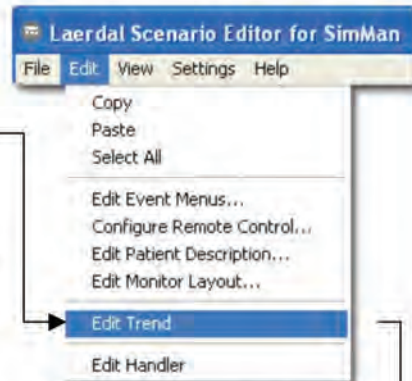 Laerdal Scenario Editor for SimMan
File Edit View Settings Help
Copy
Paste
Select All
Edit Event Menus...
Configure Remote Control...
Edit Patient Description...
Edit Monitor Layout...
Edit Trend
Edit Handler